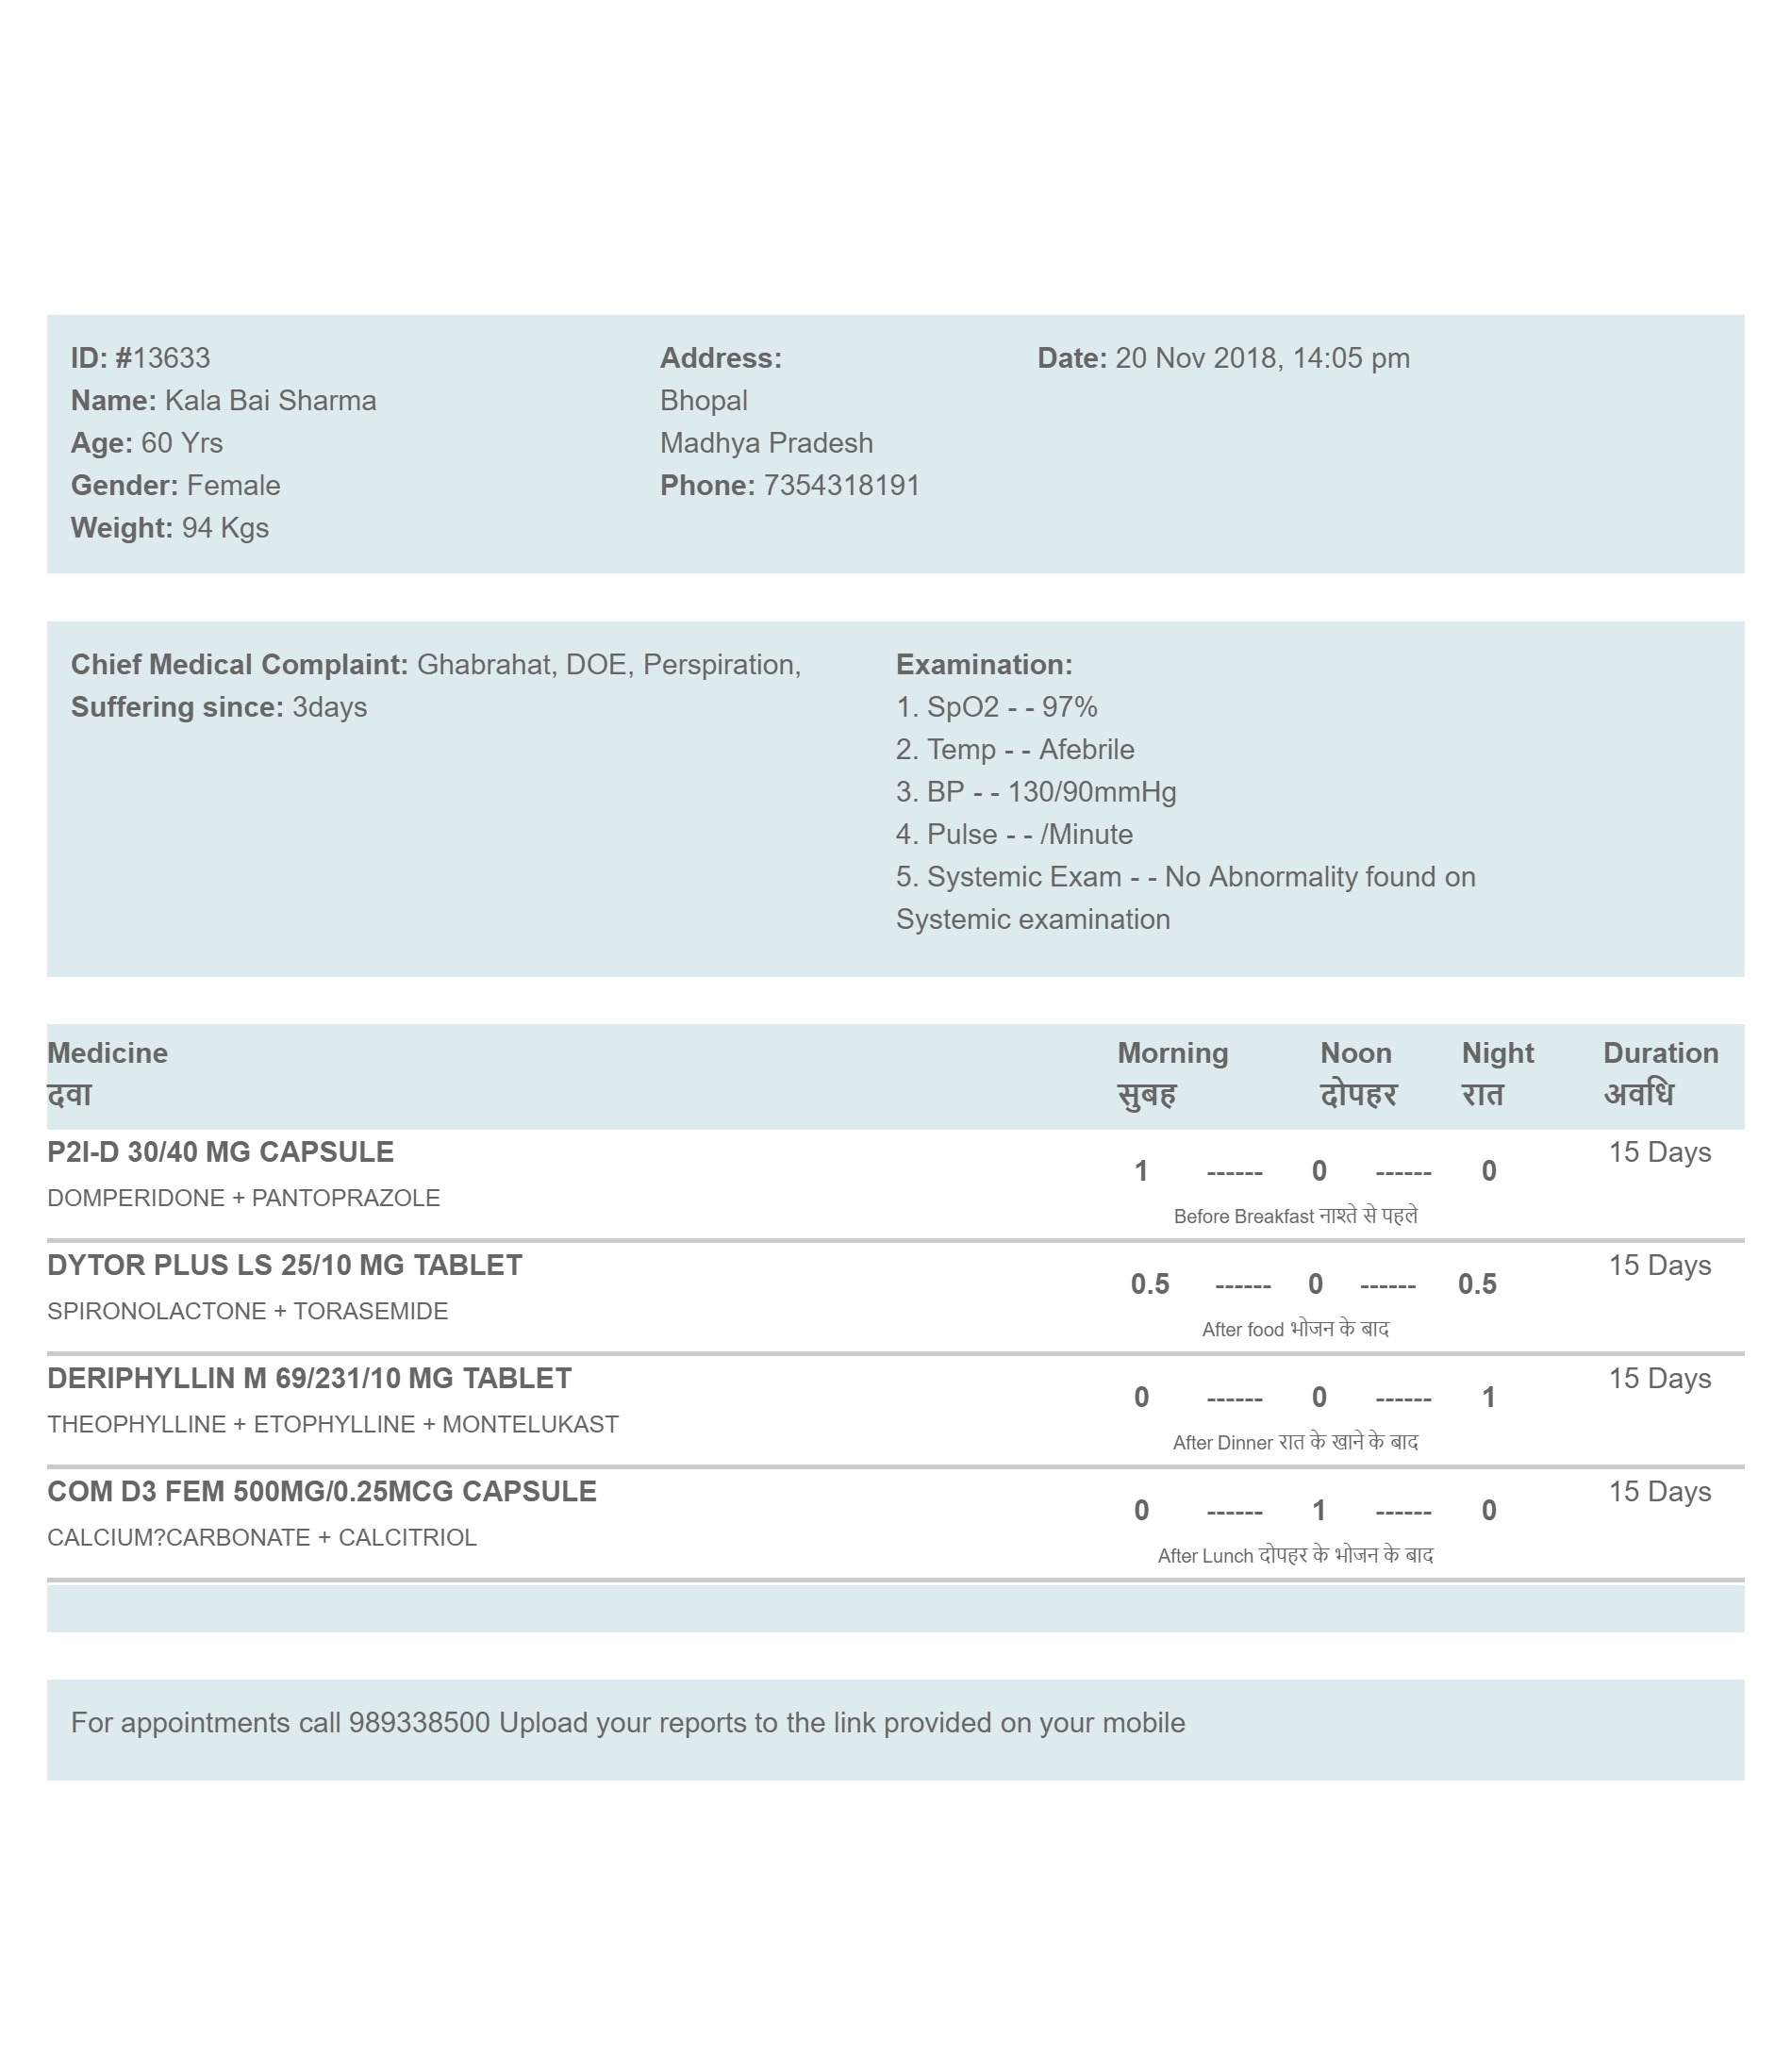 ID: #13633
Name: Kala Bai Sharma
Age: 60 Yrs
Gender: Female
Weight: 94 Kgs
Address:
Bhopal
Madhya Pradesh
Phone: 7354318191
Date: 20 Nov 2018, 14:05 pm
Chief Medical Complaint: Ghabrahat, DOE, Perspiration,
Suffering since: 3days
Examination:
1. SpO2 - - 97%
2. Temp - - Afebrile
3. BP - - 130/90mmHg
4. Pulse - - /Minute
5. Systemic Exam - - No Abnormality found on
Systemic examination
Medicine Morning Noon Night Duration
दवा सुबह दोपहर रात अवधि
P2I-D 30/40 MG CAPSULE 1 ------ 0 ------ 0 15 Days
DOMPERIDONE + PANTOPRAZOLE
Before Breakfast नाश्ते से पहले
DYTOR PLUS LS 25/10 MG TABLET 0.5 ------ 0 ------ 0.5 15 Days
SPIRONOLACTONE + TORASEMIDE
After food भोजन के बाद
DERIPHYLLIN M 69/231/10 MG TABLET 0 ------ 0 ------ 1 15 Days
THEOPHYLLINE + ETOPHYLLINE + MONTELUKAST
After Dinner रात के खाने के बाद
COM D3 FEM 500MG/0.25MCG CAPSULE 0 ------ 1 ------ 0 15 Days
CALCIUM?CARBONATE + CALCITRIOL
After Lunch दोपहर के भोजन के बाद
For appointments call 989338500 Upload your reports to the link provided on your mobile